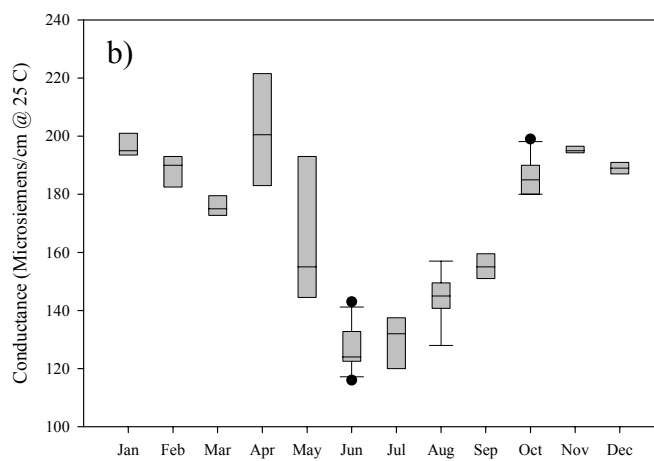 b)
Conductance (Microsiemens/cm @ 25 C)
240
220
200
180
160
140
120
100
Jan Feb Mar Apr May Jun Jul Aug Sep Oct Nov Dec